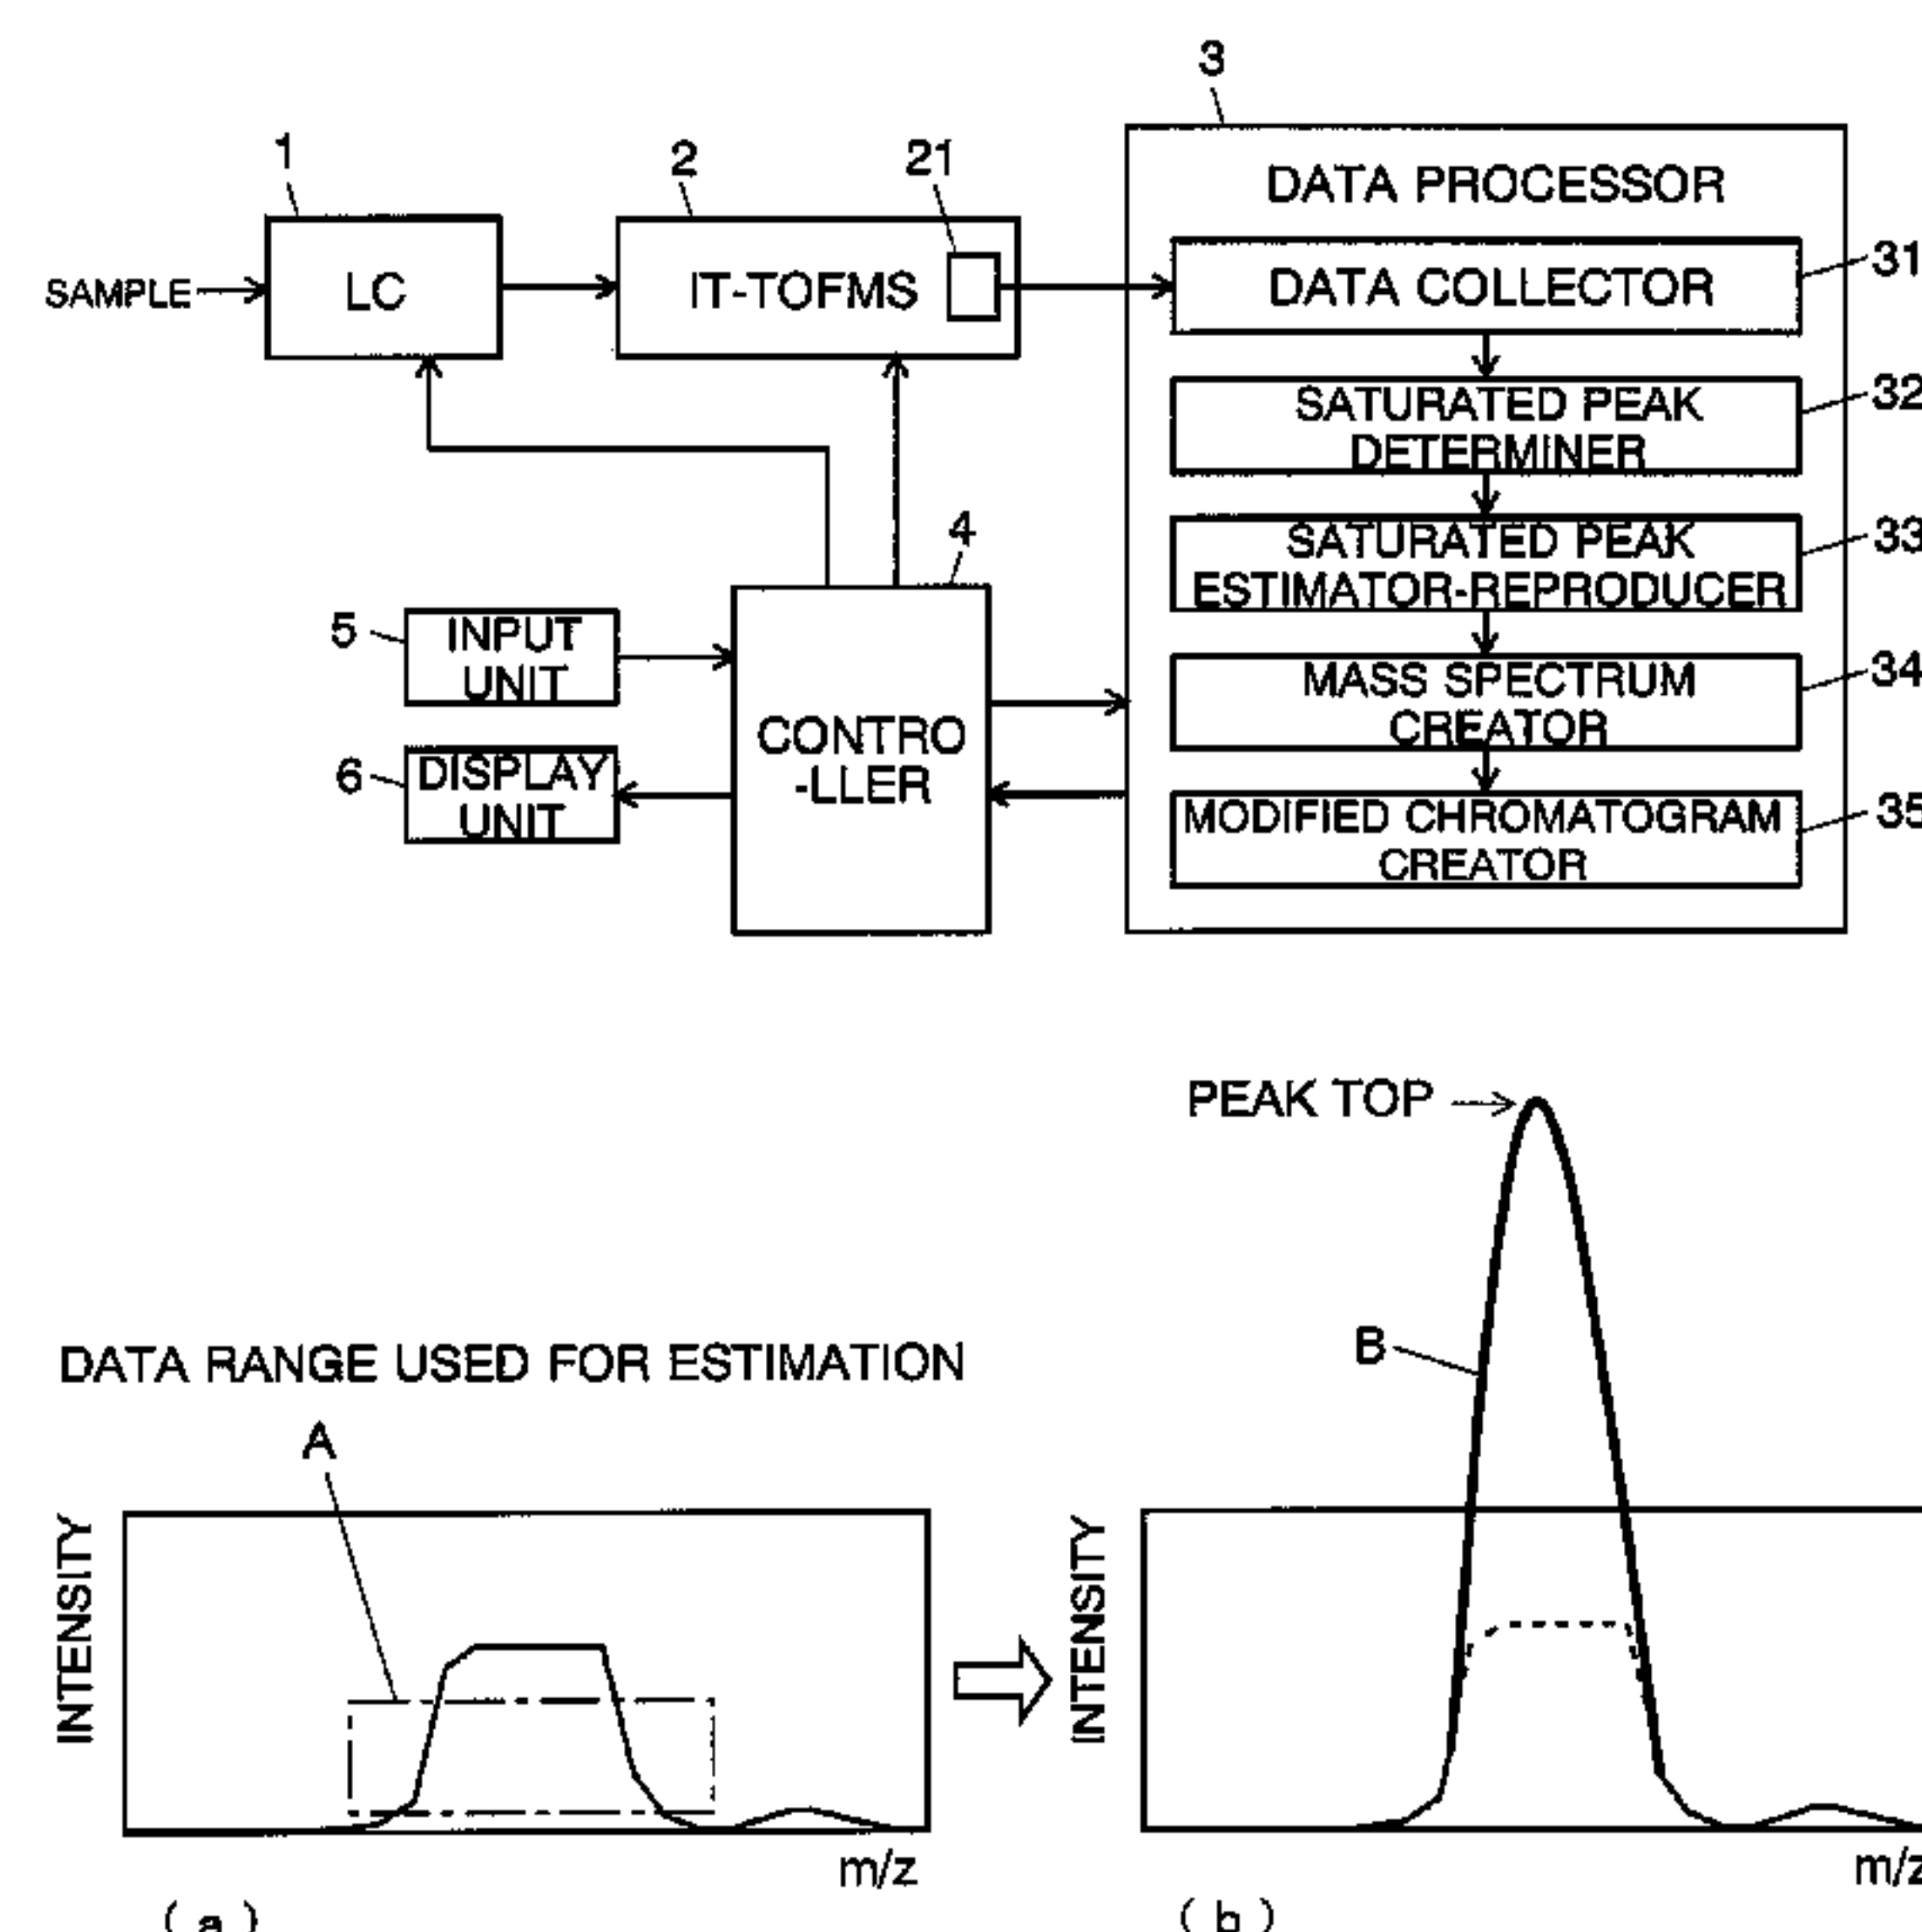 3
1
2
21
DATA PROCESSOR
SAMPLE
LC
IT-TOFMS
DATA COLLECTOR
31
SATURATED PEAK
DETERMINER
32
SATURATED PEAK
ESTIMATOR-REPRODUCER
33
4
5
INPUT
UNIT
MASS SPECTRUM
CREATOR
34
CONTRO
-LLER
6
DISPLAY
UNIT
MODIFIED CHROMATOGRAM
CREATOR
35
PEAK TOP
B
DATA RANGE USED FOR ESTIMATION
A
INTENSITY
INTENSITY
m/z
m/z
(a)
(b)